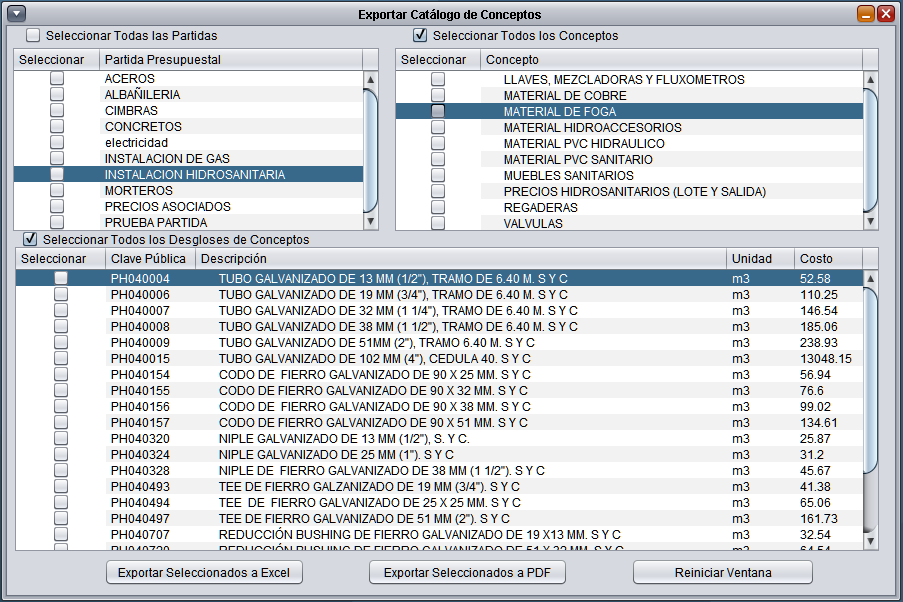 Exportar Catálogo de Conceptos
Seleccionar Todas las Partidas
Seleccionar Partida Presupuestal
ACEROS
ALBAÑILERIA
CIMBRAS
CONCRETOS
electricidad
INSTALACION DE GAS
INSTALACION HIDROSANITARIA
MORTEROS
PRECIOS ASOCIADOS
PRUEBA PARTIDA
Seleccionar Todos los Conceptos
Seleccionar Concepto
LLAVES, MEZCLADORAS Y FLUXOMETROS
MATERIAL DE COBRE
MATERIAL DE FOGA
MATERIAL HIDROACCESORIOS
MATERIAL PVC HIDRAULICO
MATERIAL PVC SANITARIO
MUEBLES SANITARIOS
PRECIOS HIDROSANITARIOS (LOTE Y SALIDA)
REGADERAS
VALVULAS
Seleccionar Todos los Desgloses de Conceptos
Seleccionar Clave Pública Descripción Unidad Costo
PH040004 TUBO GALVANIZADO DE 13 MM (1/2"), TRAMO DE 6.40 M. S Y C m3 52.58
PH040006 TUBO GALVANIZADO DE 19 MM (3/4"), TRAMO DE 6.40 M. S Y C m3 110.25
PH040007 TUBO GALVANIZADO DE 32 MM (1 1/4"), TRAMO DE 6.40 M. S Y C m3 146.54
PH040008 TUBO GALVANIZADO DE 38 MM (1 1/2"), TRAMO DE 6.40 M. S Y C m3 185.06
PH040009 TUBO GALVANIZADO DE 51MM (2"), TRAMO 6.40 M. S Y C m3 238.93
PH040015 TUBO GALVANIZADO DE 102 MM (4"), CEDULA 40. S Y C m3 13048.15
PH040154 CODO DE FIERRO GALVANIZADO DE 90 X 25 MM. S Y C m3 56.94
PH040155 CODO DE FIERRO GALVANIZADO DE 90 X 32 MM. S Y C m3 76.6
PH040156 CODO DE FIERRO GALVANIZADO DE 90 X 38 MM. S Y C m3 99.02
PH040157 CODO DE FIERRO GALVANIZADO DE 90 X 51 MM. S Y C m3 134.61
PH040320 NIPLE GALVANIZADO DE 13 MM (1/2"), S. Y C. m3 25.87
PH040324 NIPLE GALVANIZADO DE 25 MM (1"). S Y C m3 31.2
PH040328 NIPLE DE FIERRO GALVANIZADO DE 38 MM (1 1/2"). S Y C m3 45.67
PH040493 TEE DE FIERRO GALZANIZADO DE 19 MM (3/4"). S Y C m3 41.38
PH040494 TEE DE FIERRO GALVANIZADO DE 25 X 25 MM. S Y C m3 65.06
PH040497 TEE DE FIERRO GALVANIZADO DE 51 MM (2"). S Y C m3 161.73
PH040707 REDUCCIÓN BUSHING DE FIERRO GALVANIZADO DE 19 X13 MM. S Y C m3 32.54
REDUCCIÓN BUSHING DE FIERRO GALVANIZADO DE 51 X 32 MM. S Y C m3 64.54
Exportar Seleccionados a Excel
Exportar Seleccionados a PDF
Reiniciar Ventana